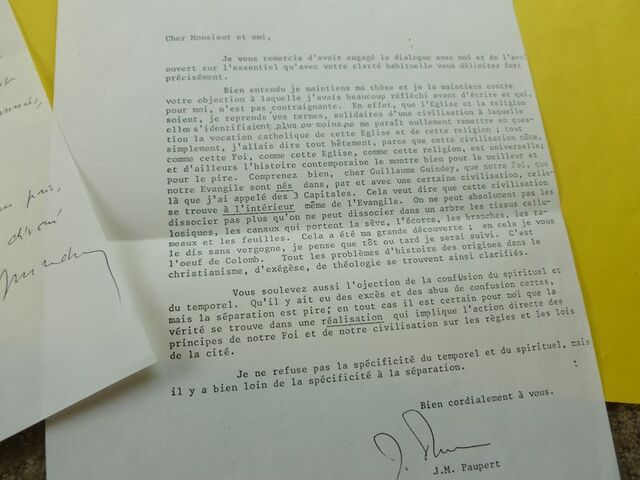 Cher Monsieur et ami,
Je vous remercie d'avoir engagé le dialogue avec moi et de l'avoir
ouvert sur l'essentiel qu'avec votre clarté habituelle vous délimitez fort
précisément.
Bien entendu je maintiens ma thèse et je la maintiens contre
votre objection à laquelle j'avais beaucoup réfléchi avant d'écrire et qui,
pour moi, n'est pas contraignante. En effet, que l'Eglise et la religion
soient, je reprends vos termes, solidaires d'une civilisation à laquelle
elles s'identifiaient plus ou moins ne me paraît nullement remettre en ques-
tion la vocation catholique de cette Eglise et de cette religion ; tout
simplement, j'allais dire tout bêtement, parce que cette civilisation même,
comme cette Foi, comme cette Eglise, comme cette religion, est universelle;
et d'ailleurs l'histoire contemporaine le montre bien pour le meilleur et
pour le pire. Comprenez bien, cher Guillaume Guindey, que notre Foi, que
notre Evangile sont nés dans, par et avec une certaine civilisation, celle-
là que j'ai appelé des 3 Capitales. Cela veut dire que cette civilisation
se trouve à l'intérieur même de l'Evangile. On ne peut absolument pas les
dissocier pas plus qu'on ne peut dissocier dans un arbre les tissus cellu-
losiques, les canaux qui portent la sève, l'écorce, les branches, les ra-
meaux et les feuilles. Cela a été ma grande découverte ; en cela je vous
le dis sans vergogne, je pense que tôt ou tard je serai suivi. C'est
l'oeuf de Colomb. Tout les problèmes d'histoire des origines dans le
christianisme, d'exégèse, de théologie se trouvent ainsi clarifiés.
Vous soulevez aussi l'ojection de la confusion du spirituel et
du temporel. Qu'il y ait eu des excès et des abus de confusion certes,
mais la séparation est pire; en tout cas il est certain pour moi que la
vérité se trouve dans une réalisation qui implique l'action directe des
principes de notre Foi et de notre civilisation sur les règles et les lois
de la cité.
Je ne refuse pas la spécificité du temporel et du spirituel, mais
il y a bien loin de la spécificité à la séparation.
Bien cordialement à vous.
J.M. Paupert